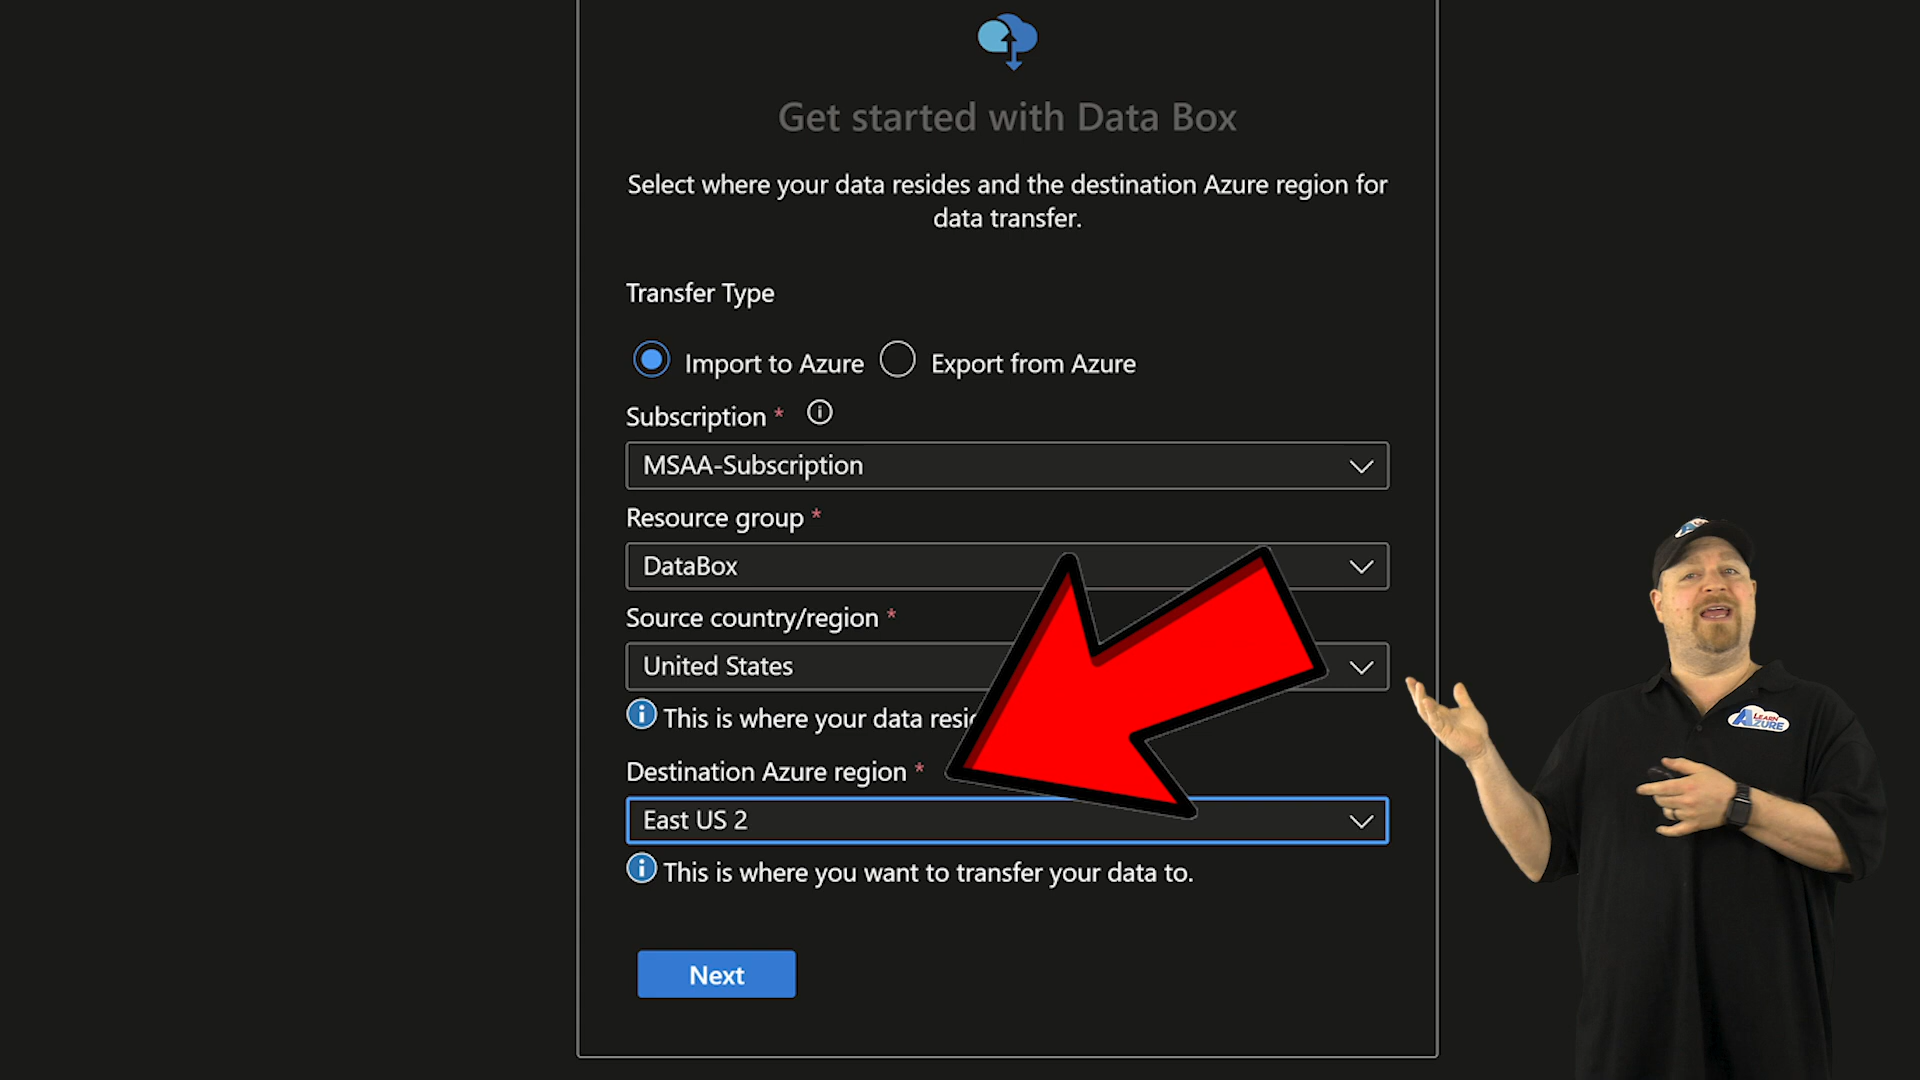 Get started with Data Box
Select where your data resides and the destination Azure region for
data transfer.
Transfer Type
Import to Azure
Export from Azure
Subscription *
MSAA-Subscription
Resource group *
DataBox
Source country/region *
United States
This is where your data
Destination Azure region *
East US 2
This is where you want to transfer your data to.
Next
LEARN
AZURE